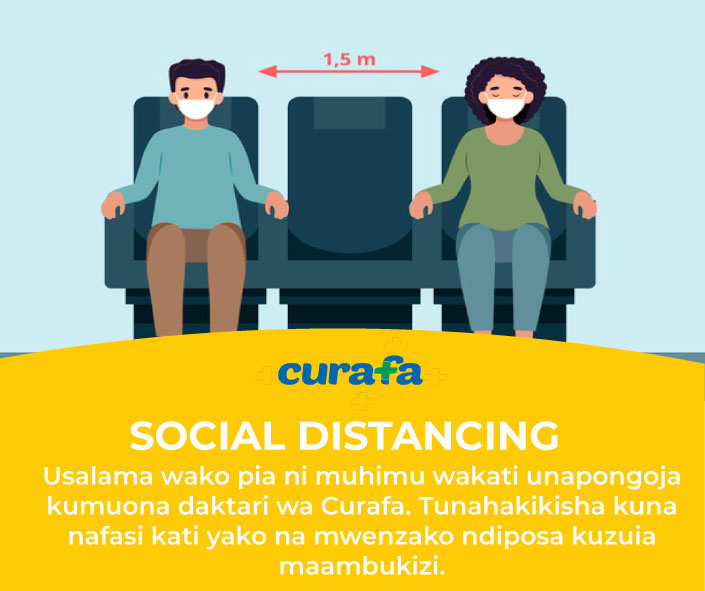 1,5 m
curafa
SOCIAL DISTANCING
Usalama wako pia ni muhimu wakati unapongoja
kumuona daktari wa Curafa. Tunahakikisha kuna
nafasi kati yako na mwenzako ndiposa kuzuia
maambukizi.